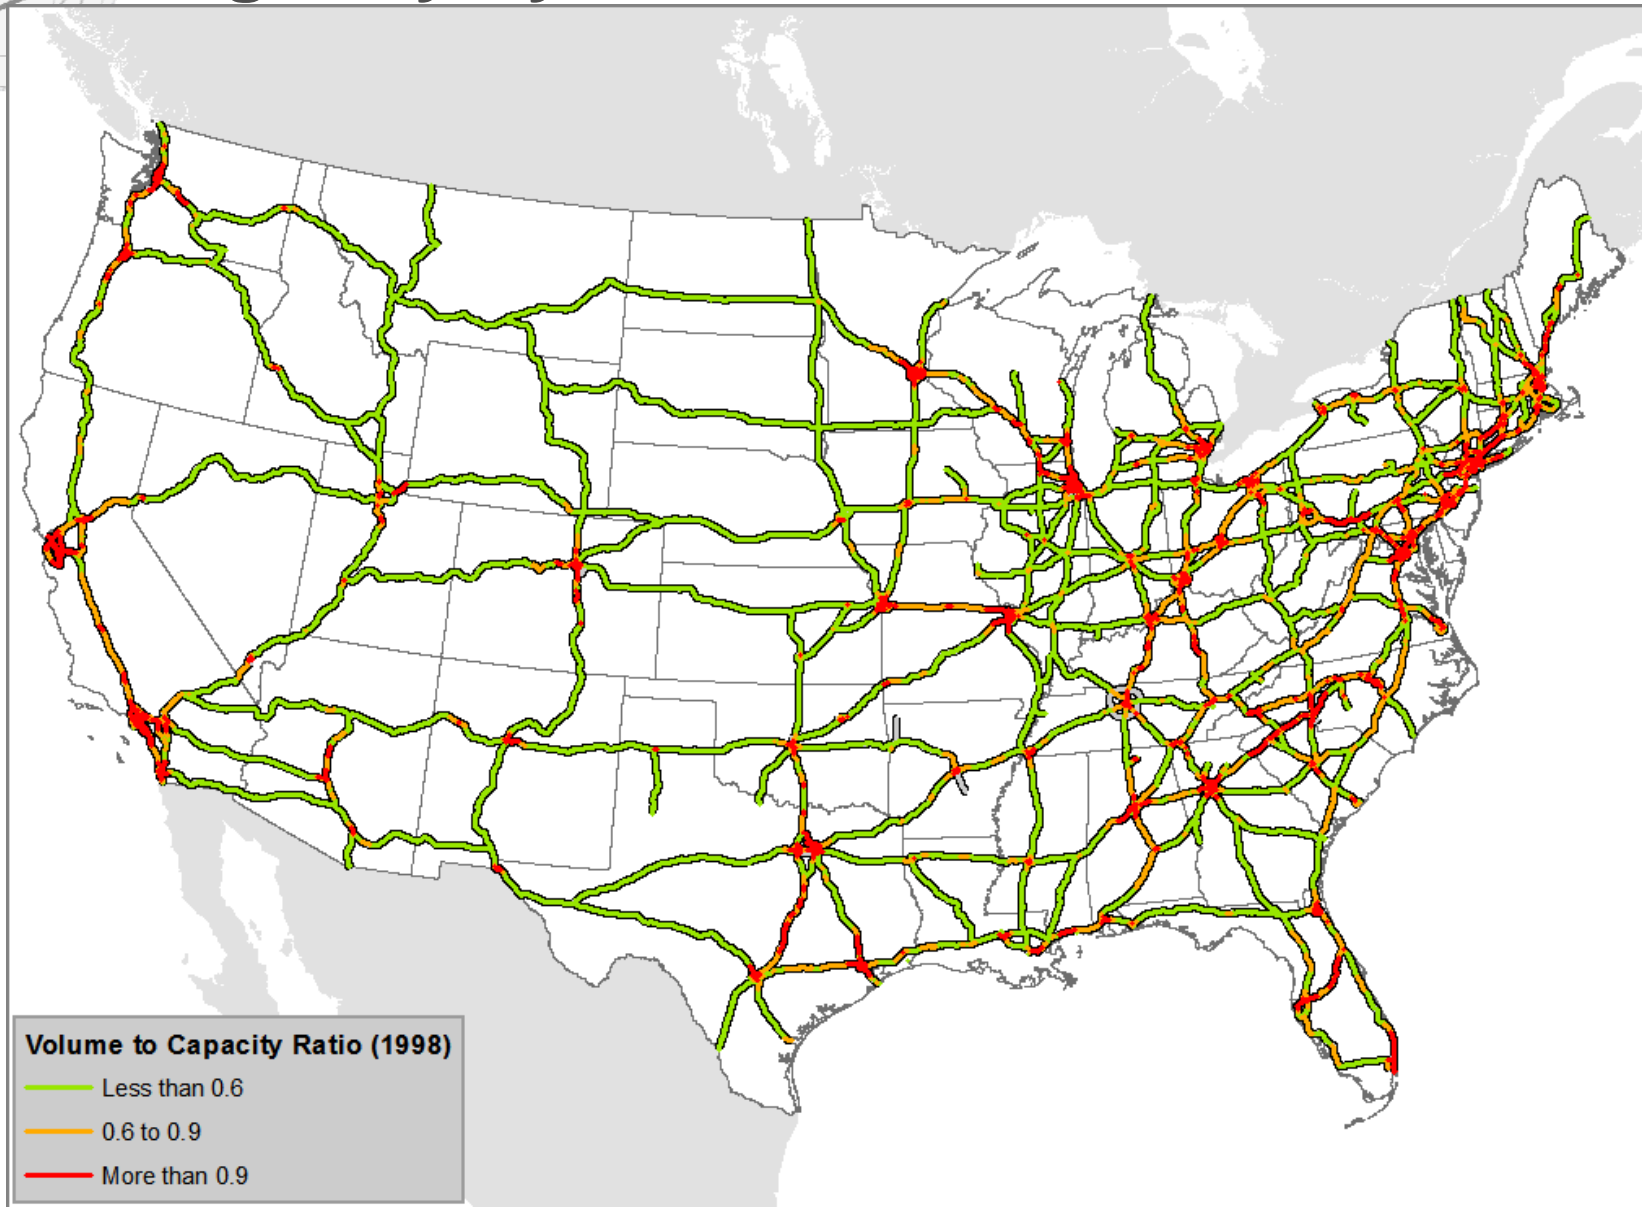 Volume to Capacity Ratio (1998)
Less than 0.6
0.6 to 0.9
More than 0.9